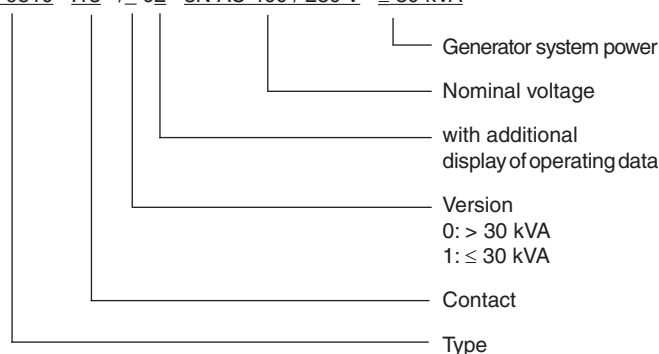 Generator system power
Nominal voltage
with additional
display of operating data
Version
0: > 30 kVA
1: ≤ 30 kVA
Contact
Type